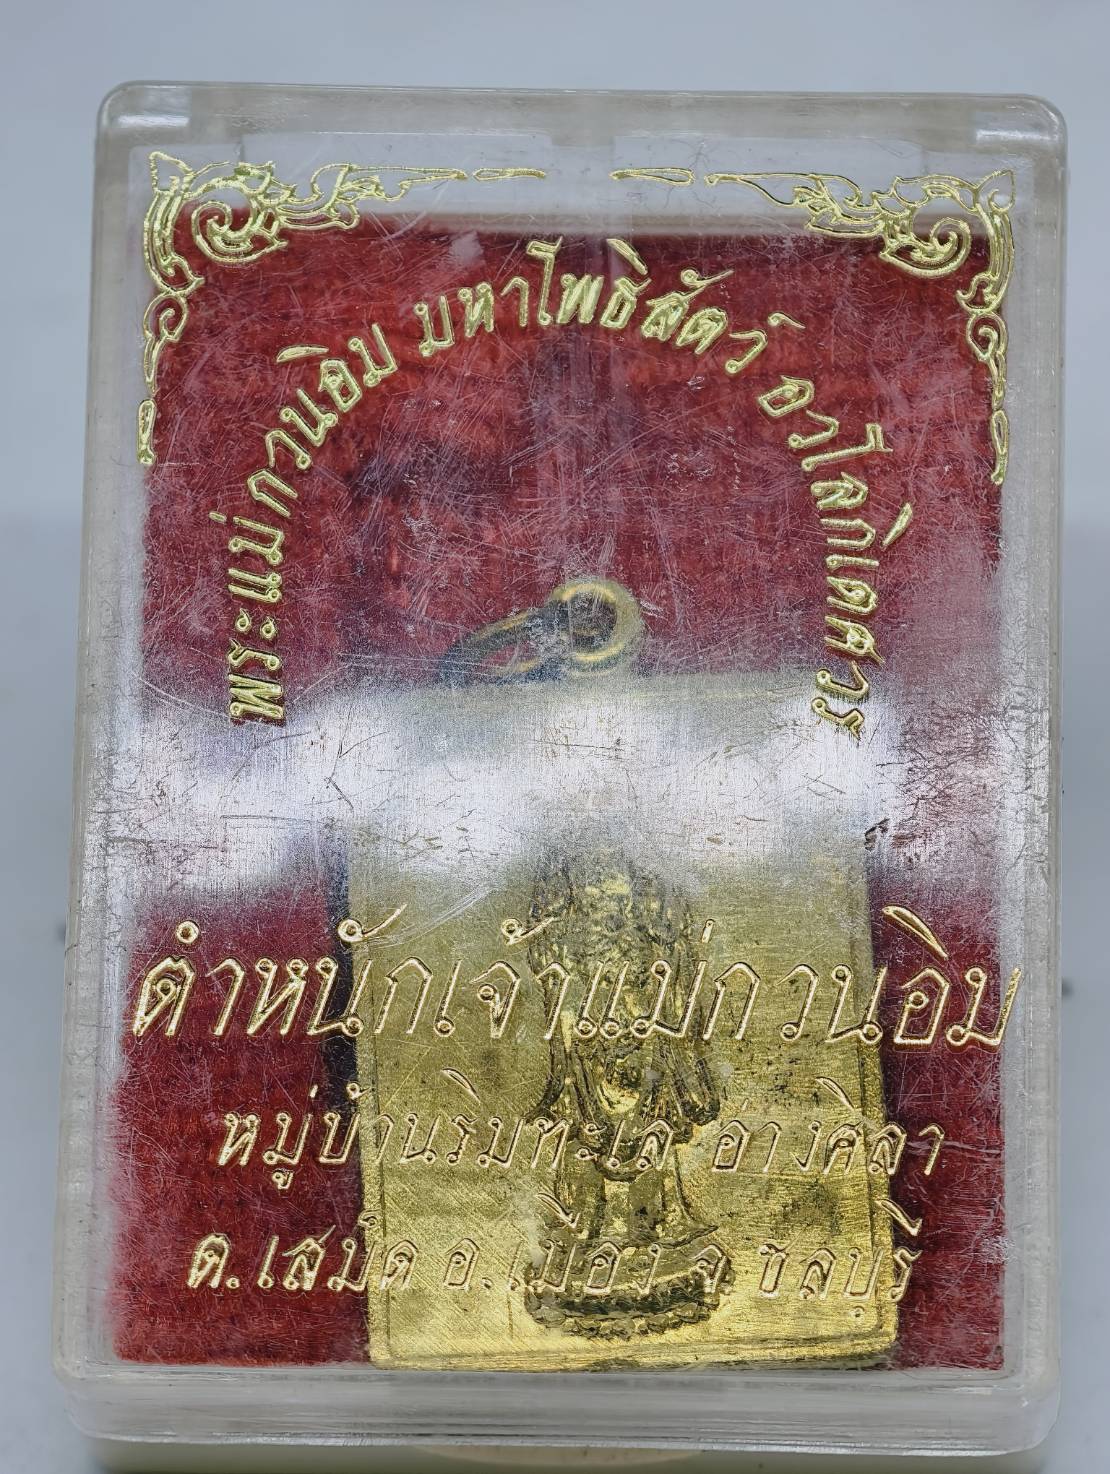 พระแม่กวนอิม มหาโพธิสัตว์ อวโลกิเตศวร
ตำหนักเจ้าแม่กวนอิม
หมู่บ้านริมทะเล อ่างศิลา
ต.เสม็ด อ.เมือง จ.ชลบุรี